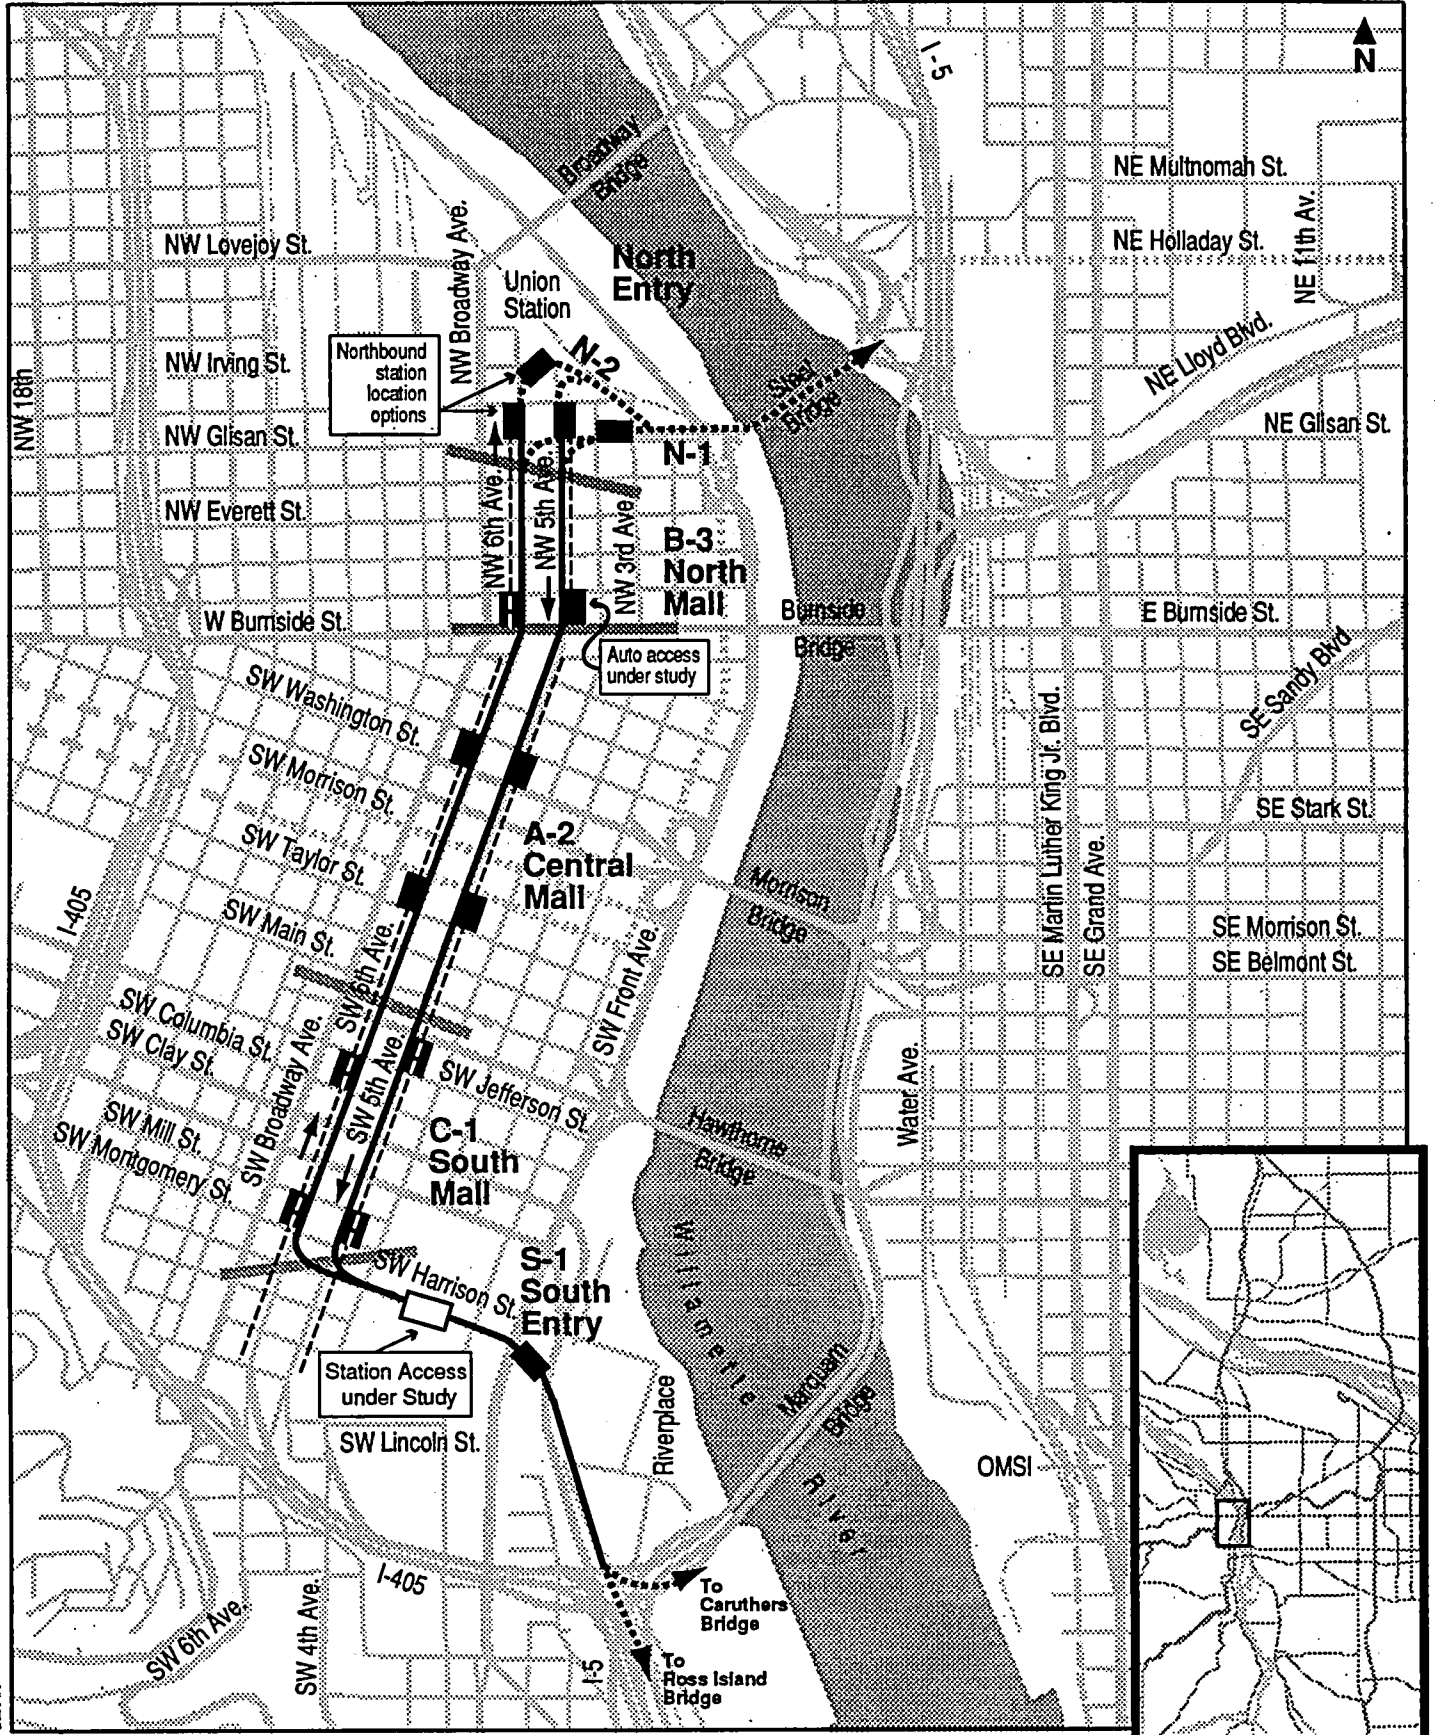 N
I-5
Broadway
Bridge
NE Multnomah St.
NW Lovejoy St.
NW Broadway Ave.
North
Entry
NE Holladay St.
NE 11th Av.
Union
Station
Northbound
station
location
options
N-2
NW Irving St.
NW 18th
Steel
Bridge
NE Lloyd Blvd.
NW Glisan St.
NE Glisan St.
N-1
NW Everett St.
NW 6th Ave.
NW 5th Ave.
NW 3rd Ave
B-3
North
Mall
W Burnside St.
Burnside
Bridge
E Burnside St.
Auto access
under study
SW Washington St.
SE Sandy Blvd
SW Morrison St.
SE Martin Luther King Jr. Blvd.
SE Grand Ave.
SE Stark St.
SW Taylor St.
A-2
Central
Mall
Morrison
Bridge
I-405
SW Main St.
SE Morrison St.
SE Belmont St.
SW 6th Ave.
SW Front Ave.
SW Columbia St.
SW Clay St.
SW Broadway Ave.
SW 5th Ave.
SW Jefferson St.
Water Ave.
SW Mill St.
SW Montgomery St.
C-1
South
Mall
Hawthorne
Bridge
Willamette
SW Harrison St.
S-1
South
Entry
Station Access
under Study
Marquam
Bridge
Riverplace
SW Lincoln St.
OMSI
River
I-405
To
Caruthers
Bridge
SW 6th Ave.
SW 4th Ave.
I-5
To
Ross Island
Bridge